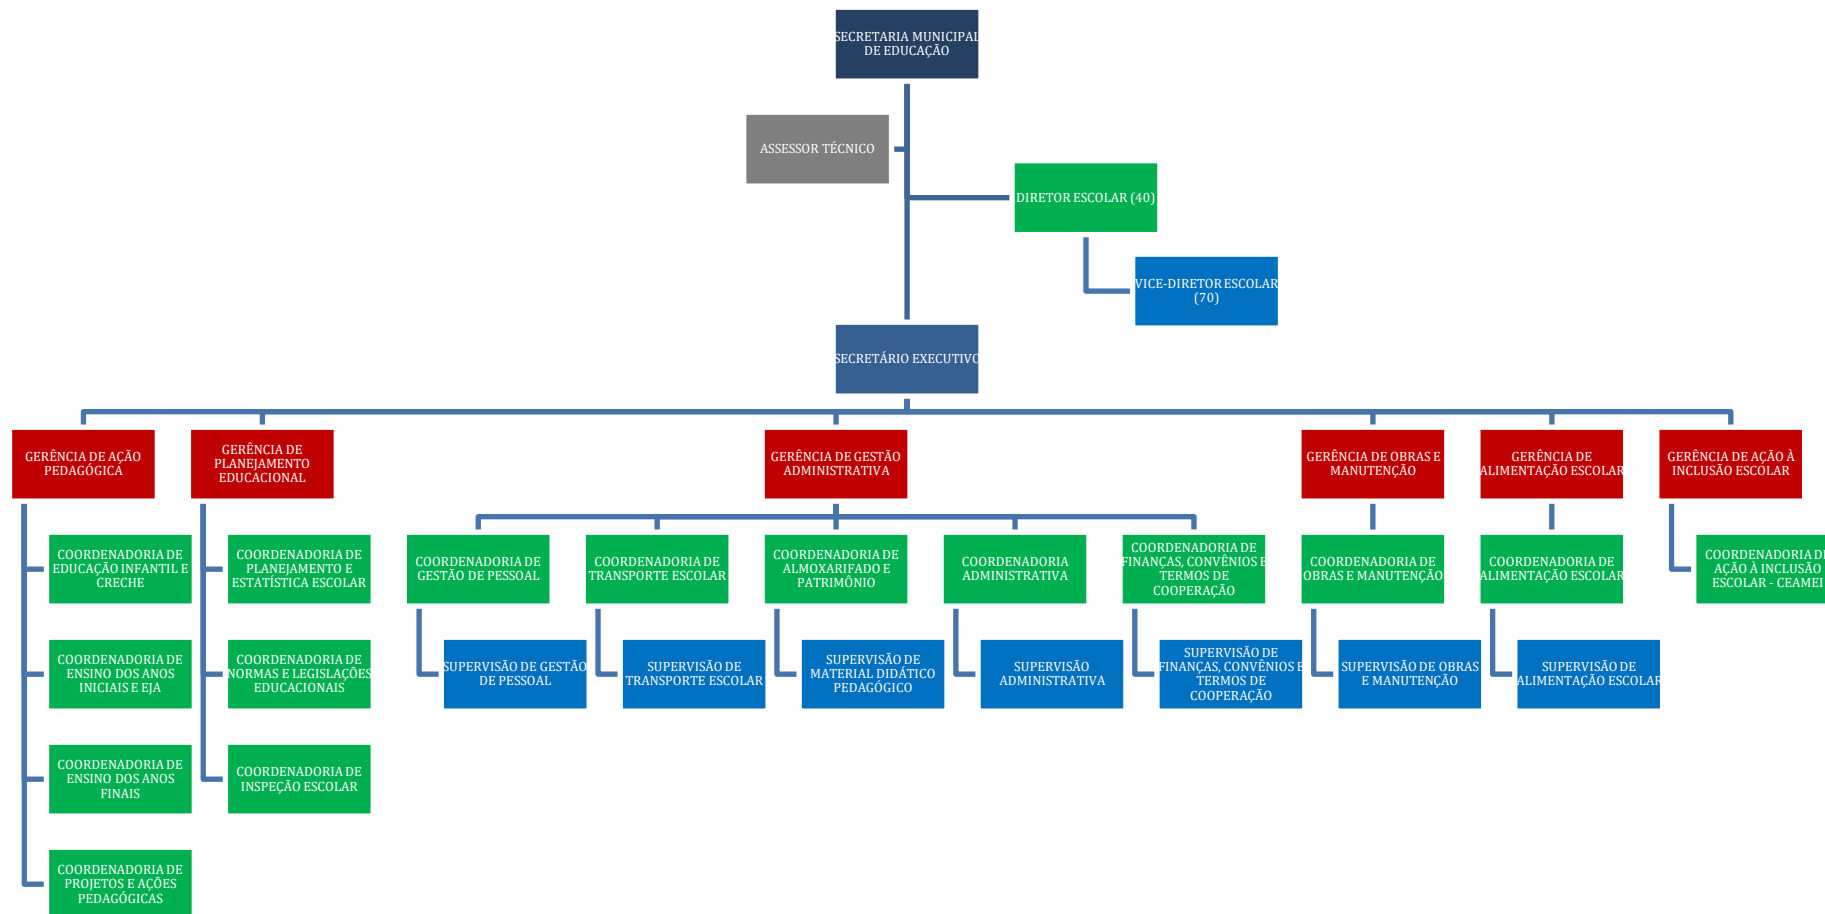 SECRETARIA MUNICIPAL
DE EDUCAÇÃO
ASSESSOR TÉCNICO
DIRETOR ESCOLAR (40)
VICE-DIRETOR ESCOLAR
(70)
SECRETÁRIO EXECUTIVO
GERÊNCIA DE AÇÃO
PEDAGÓGICA
GERÊNCIA DE
PLANEJAMENTO
EDUCACIONAL
GERÊNCIA DE GESTÃO
ADMINISTRATIVA
GERÊNCIA DE OBRAS E
MANUTENÇÃO
GERÊNCIA DE
ALIMENTAÇÃO ESCOLAR
GERÊNCIA DE AÇÃO À
INCLUSÃO ESCOLAR
COORDENADORIA DE
EDUCAÇÃO INFANTIL E
CRECHE
COORDENADORIA DE
PLANEJAMENTO E
ESTATÍSTICA ESCOLAR
COORDENADORIA DE
GESTÃO DE PESSOAL
COORDENADORIA DE
TRANSPORTE ESCOLAR
COORDENADORIA DE
ALMOXARIFADO E
PATRIMÔNIO
COORDENADORIA
ADMINISTRATIVA
COORDENADORIA DE
FINANÇAS, CONVÊNIOS E
TERMOS DE
COOPERAÇÃO
COORDENADORIA DE
OBRAS E MANUTENÇÃO
COORDENADORIA DE
ALIMENTAÇÃO ESCOLAR
COORDENADORIA DE
AÇÃO À INCLUSÃO
ESCOLAR - CEAMEI
COORDENADORIA DE
ENSINO DOS ANOS
INICIAIS E EJA
COORDENADORIA DE
NORMAS E LEGISLAÇÕES
EDUCACIONAIS
SUPERVISÃO DE GESTÃO
DE PESSOAL
SUPERVISÃO DE
TRANSPORTE ESCOLAR
SUPERVISÃO DE
MATERIAL DIDÁTICO
PEDAGÓGICO
SUPERVISÃO
ADMINISTRATIVA
SUPERVISÃO DE
FINANÇAS, CONVÊNIOS E
TERMOS DE
COOPERAÇÃO
SUPERVISÃO DE OBRAS
E MANUTENÇÃO
SUPERVISÃO DE
ALIMENTAÇÃO ESCOLAR
COORDENADORIA DE
ENSINO DOS ANOS
FINAIS
COORDENADORIA DE
INSPEÇÃO ESCOLAR
COORDENADORIA DE
PROJETOS E AÇÕES
PEDAGÓGICAS